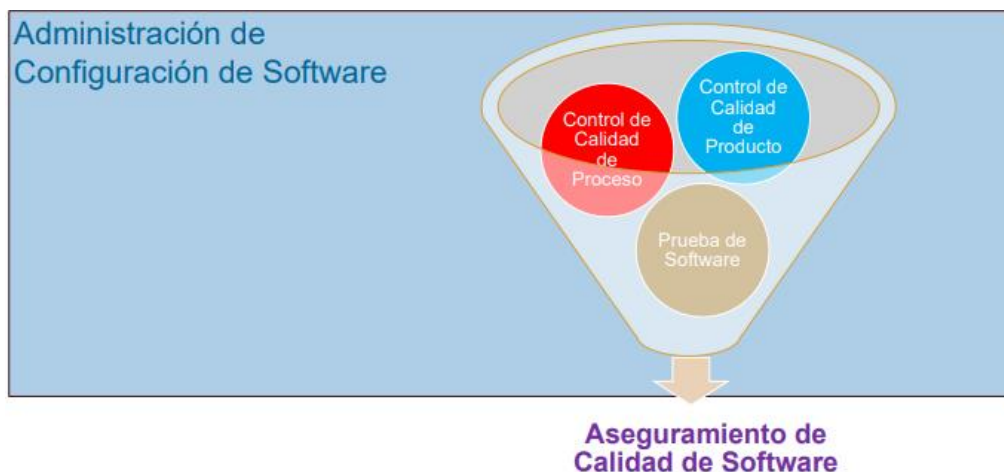 Administración de
Configuración de Software
Control de
Calidad
de
Proceso
Control de
Calidad
de
Producto
Prueba de
Software
Aseguramiento de
Calidad de Software